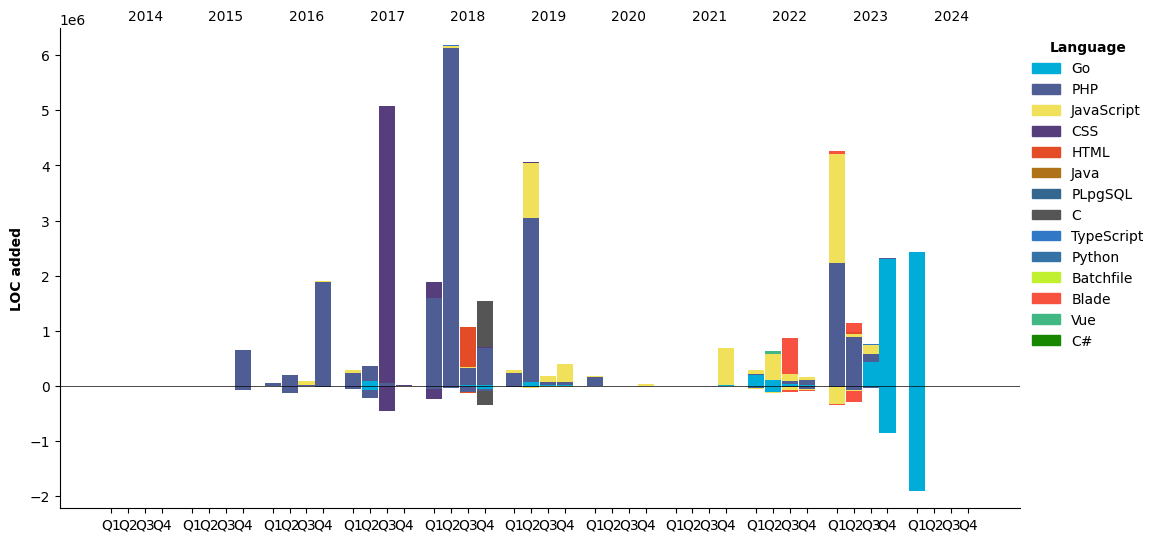 2014 2015 2016 2017 2018 2019 2020 2021 2022 2023 2024
1e6
Language
Go
PHP
JavaScript
CSS
HTML
Java
PLpgSQL
C
TypeScript
Python
Batchfile
Blade
Vue
C#
LOC added
6
5
4
3
2
1
0
−1
−2
Q1Q2Q3Q4 Q1Q2Q3Q4 Q1Q2Q3Q4 Q1Q2Q3Q4 Q1Q2Q3Q4 Q1Q2Q3Q4 Q1Q2Q3Q4 Q1Q2Q3Q4 Q1Q2Q3Q4 Q1Q2Q3Q4 Q1Q2Q3Q4